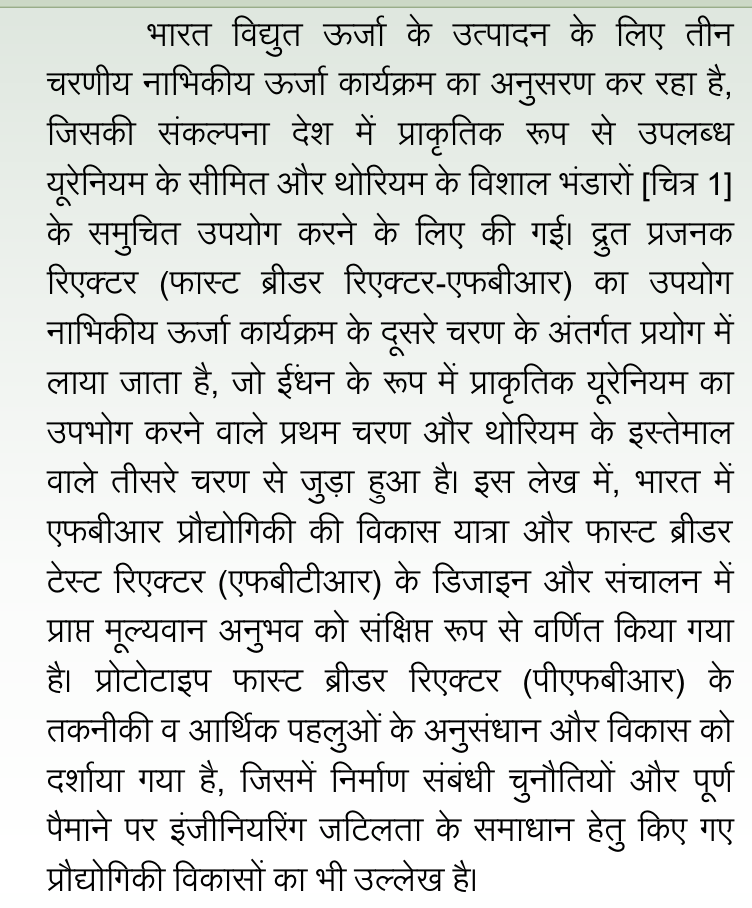 भारत विद्युत ऊर्जा के उत्पादन के लिए तीन
चरणीय नाभिकीय ऊर्जा कार्यक्रम का अनुसरण कर रहा है,
जिसकी संकल्पना देश में प्राकृतिक रूप से उपलब्ध
यूरेनियम के सीमित और थोरियम के विशाल भंडारों [चित्र 1]
के समुचित उपयोग करने के लिए की गई। द्रुत प्रजनक
रिएक्टर (फास्ट ब्रीडर रिएक्टर-एफबीआर) का उपयोग
नाभिकीय ऊर्जा कार्यक्रम के दूसरे चरण के अंतर्गत प्रयोग में
लाया जाता है, जो ईंधन के रूप में प्राकृतिक यूरेनियम का
उपभोग करने वाले प्रथम चरण और थोरियम के इस्तेमाल
वाले तीसरे चरण से जुड़ा हुआ है। इस लेख में, भारत में
एफबीआर प्रौद्योगिकी की विकास यात्रा और फास्ट ब्रीडर
टेस्ट रिएक्टर (एफबीटीआर) के डिजाइन और संचालन में
प्राप्त मूल्यवान अनुभव को संक्षिप्त रूप से वर्णित किया गया
है। प्रोटोटाइप फास्ट ब्रीडर रिएक्टर (पीएफबीआर) के
तकनीकी व आर्थिक पहलुओं के अनुसंधान और विकास को
दर्शाया गया है, जिसमें निर्माण संबंधी चुनौतियों और पूर्ण
पैमाने पर इंजीनियरिंग जटिलता के समाधान हेतु किए गए
प्रौद्योगिकी विकासों का भी उल्लेख है।